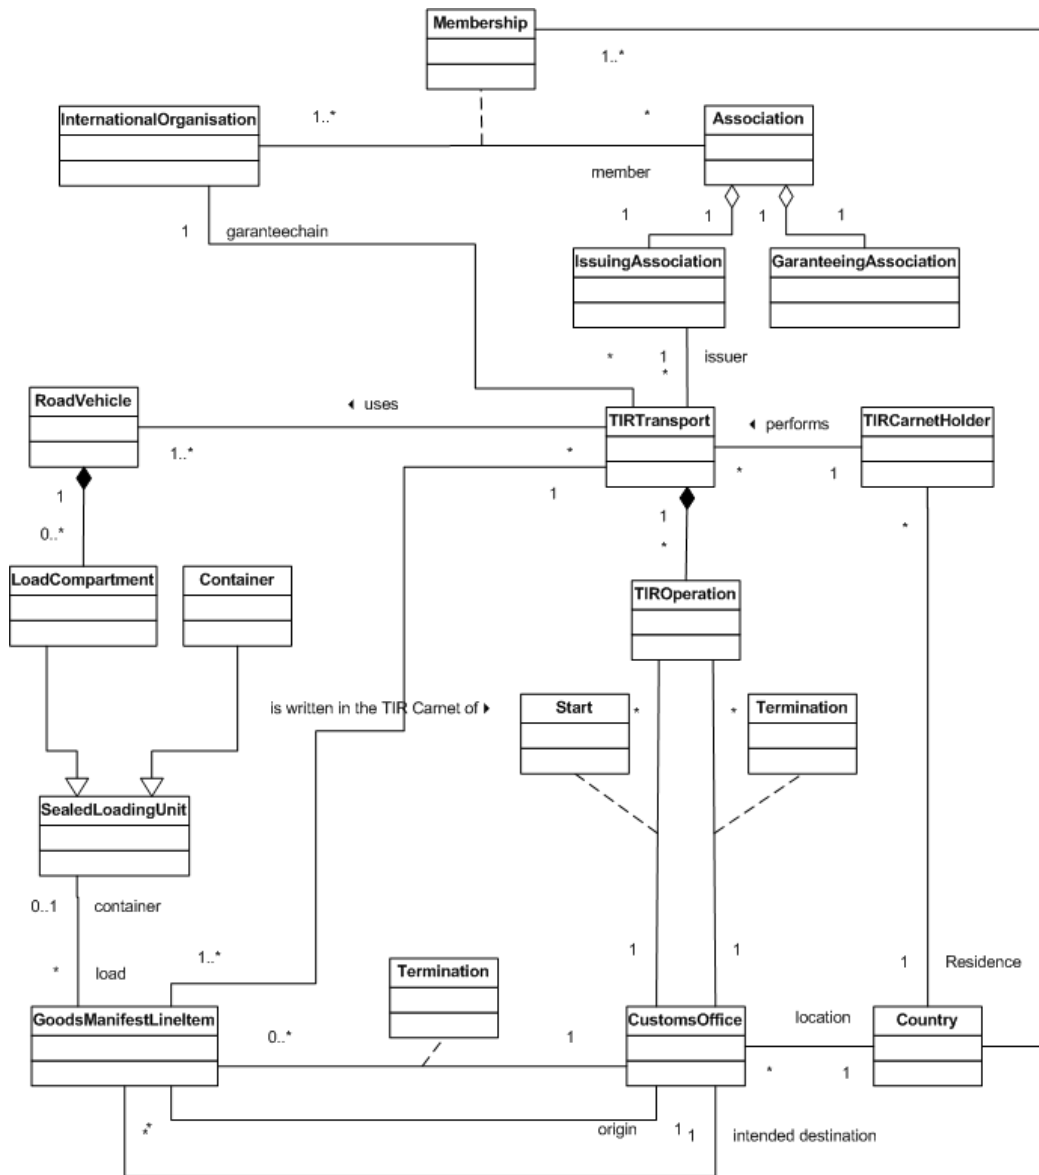 Membership
1..*
InternationalOrganisation
1..*
*
Association
member
1
garanteechain
1
1
1
1
IssuingAssociation
GaranteeingAssociation
*
1
issuer
*
RoadVehicle
uses
TIRTransport
performs
TIRCarnetHolder
1..*
*
*
1
1
1
1
*
0..*
*
LoadCompartment
Container
TIROperation
is written in the TIR Carnet of
Start
*
*
Termination
SealedLoadingUnit
0..1
container
1..*
1
1
1
Residence
*
load
Termination
GoodsManifestLineItem
CustomsOffice
location
Country
0..*
1
*
1
*
*
origin
1
1
intended destination